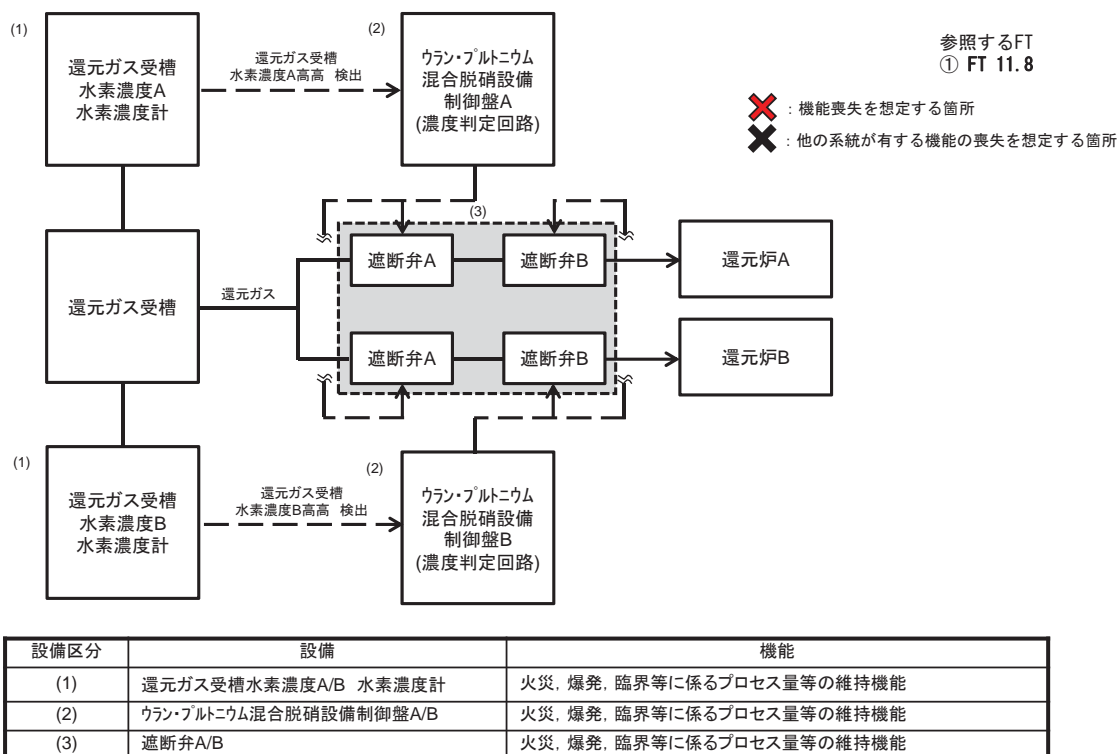 (1)
還元ガス受槽
水素濃度A
水素濃度計
還元ガス受槽
水素濃度A高高 検出
(2)
ウラン・プルトニウム
混合脱硝設備
制御盤A
(濃度判定回路)
参照するFT
① FT 11.8
：機能喪失を想定する箇所
：他の系統が有する機能の喪失を想定する箇所
(3)
還元ガス受槽
還元ガス
遮断弁A
遮断弁B
還元炉A
遮断弁A
遮断弁B
還元炉B
(1)
還元ガス受槽
水素濃度B
水素濃度計
還元ガス受槽
水素濃度B高高 検出
(2)
ウラン・プルトニウム
混合脱硝設備
制御盤B
(濃度判定回路)
設備区分 設備 機能
(1) 還元ガス受槽水素濃度A/B 水素濃度計 火災，爆発，臨界等に係るプロセス量等の維持機能
(2) ウラン・プルトニウム混合脱硝設備制御盤A/B 火災，爆発，臨界等に係るプロセス量等の維持機能
(3) 遮断弁A/B 火災，爆発，臨界等に係るプロセス量等の維持機能